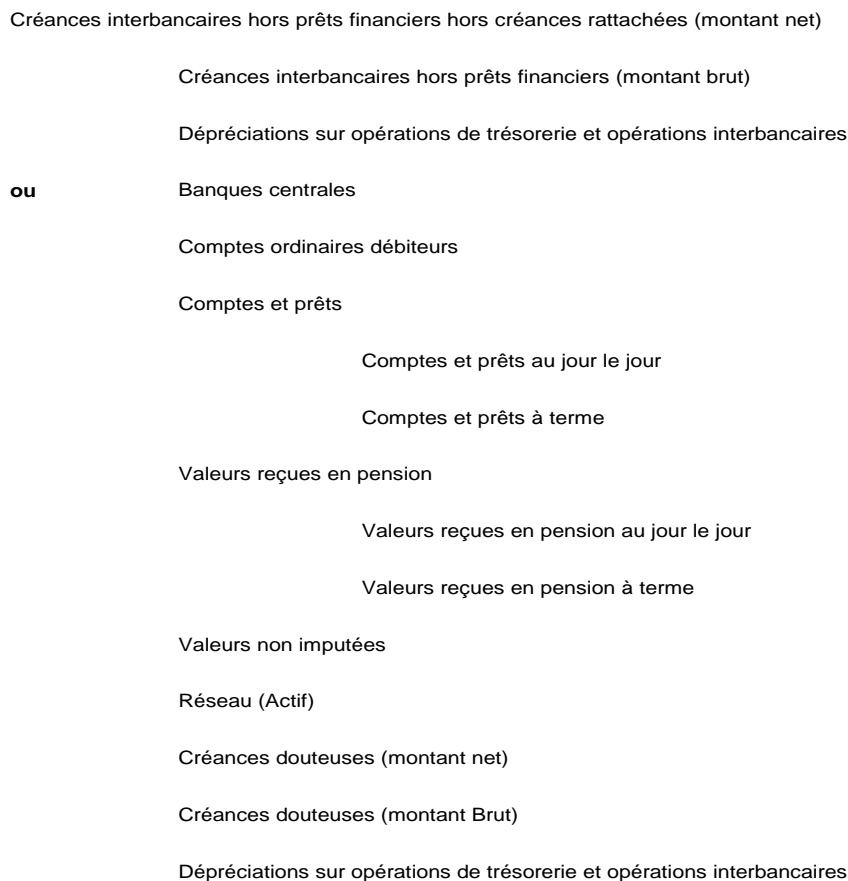 Créances interbancaires hors prêts financiers hors créances rattachées (montant net)
Créances interbancaires hors prêts financiers (montant brut)
Dépréciations sur opérations de trésorerie et opérations interbancaires
ou Banques centrales
Comptes ordinaires débiteurs
Comptes et prêts
Comptes et prêts au jour le jour
Comptes et prêts à terme
Valeurs reçues en pension
Valeurs reçues en pension au jour le jour
Valeurs reçues en pension à terme
Valeurs non imputées
Réseau (Actif)
Créances douteuses (montant net)
Créances douteuses (montant Brut)
Dépréciations sur opérations de trésorerie et opérations interbancaires